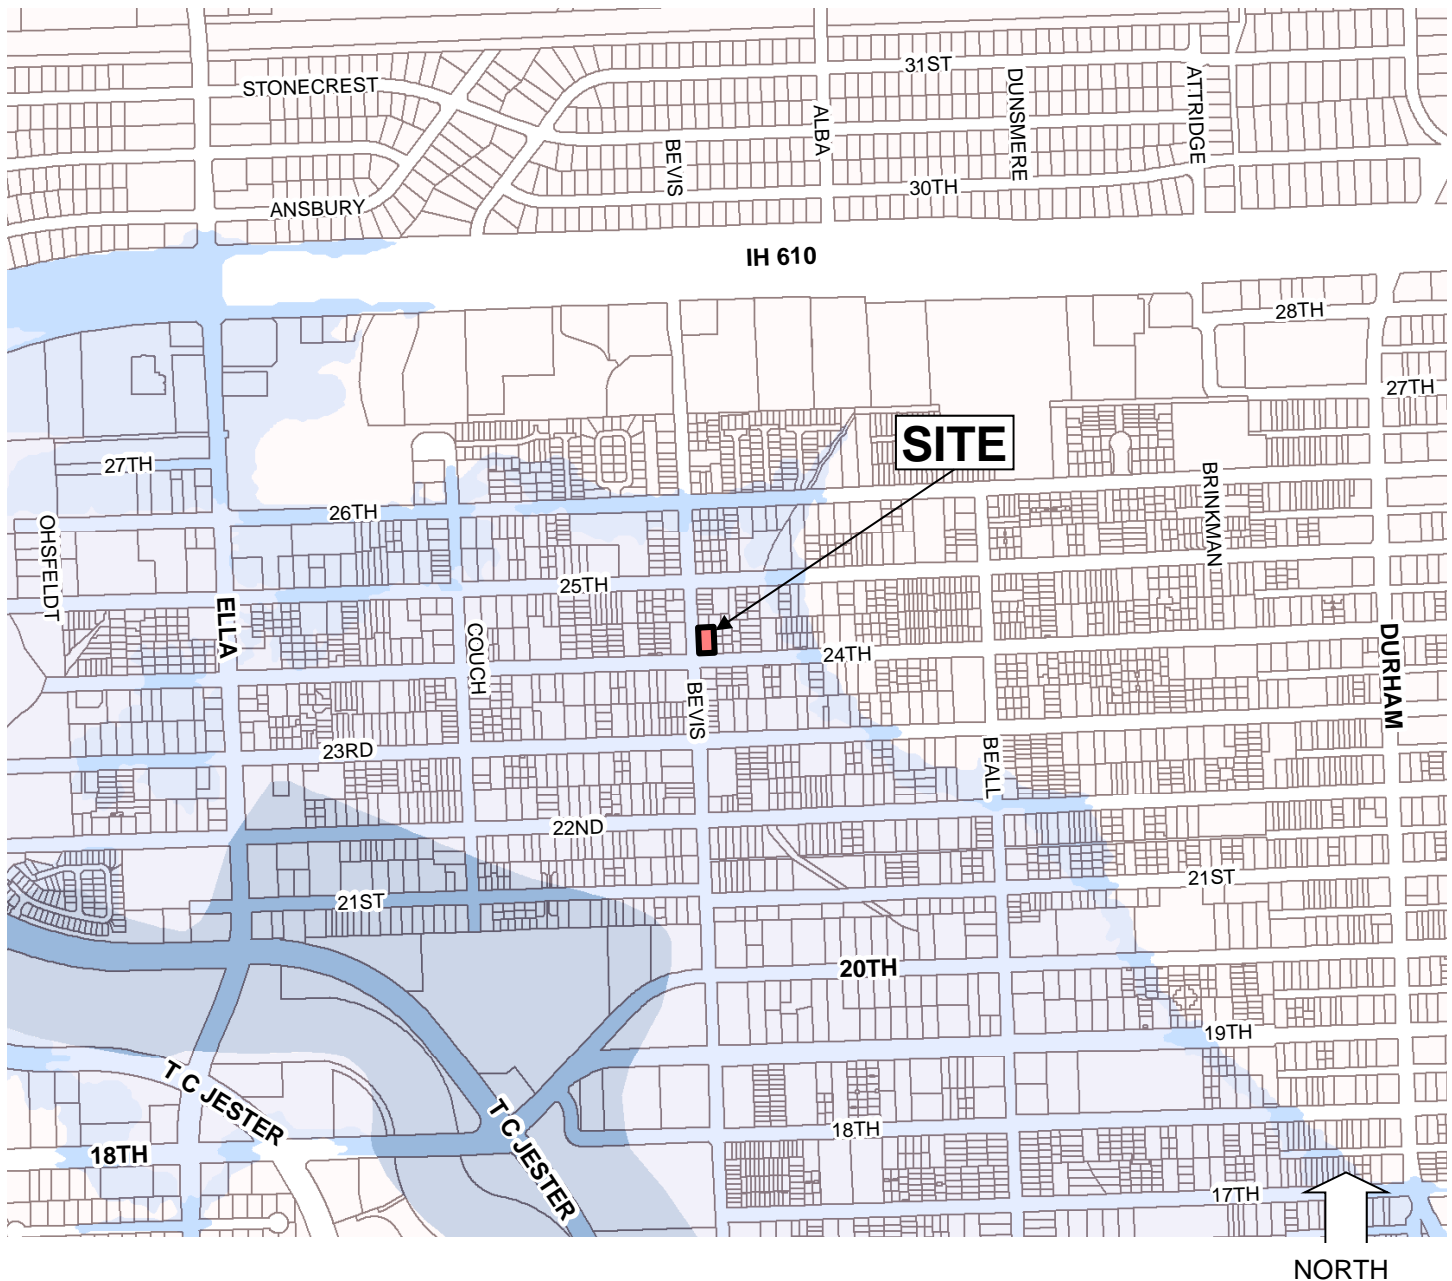 31ST
STONECREST
DUNSMERE
ATTRIDGE
ALBA
BEVIS
30TH
ANSBURY
IH 610
28TH
27TH
SITE
27TH
BRINKMAN
26TH
OHSFELDT
25TH
ELLA
COUCH
24TH
DURHAM
BEVIS
23RD
BEALL
22ND
21ST
21ST
20TH
19TH
T C JESTER
T C JESTER
18TH
18TH
17TH
NORTH